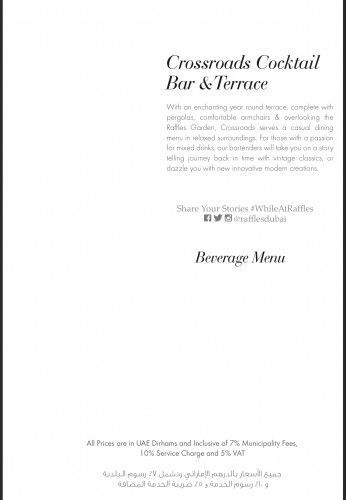 Crossroads Cocktail
Bar & Terrace
With an enchanting year round terrace, complete with
pergolas, comfortable armchairs & overlooking the
Raffles Garden, Crossroads serves a casual dining
menu in relaxed surroundings. For those with a passion
for mixed drinks, our bartenders will take you on a story
telling journey back in time with vintage classics, or
dazzle you with new innovative modern creations.
Share Your Stories #WhileAtRaffles
@rafflesdubai
Beverage Menu
All Prices are in UAE Dirhams and Inclusive of 7% Municipality Fees,
10% Service Charge and 5% VAT
جميع الأسعار بالدرهم الإماراتي وتشمل ٧٪ رسوم البلدية
و ١٠٪ رسوم الخدمة و ٥٪ ضريبة الخدمة المضافة